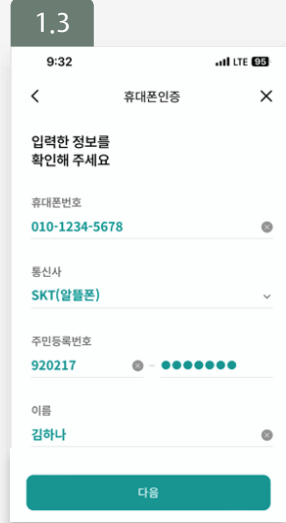 1.3
9:32
LTE 95
휴대폰인증
입력한 정보를
확인해 주세요
휴대폰번호
010-1234-5678
통신사
SKT(알뜰폰)
주민등록번호
920217 - ●●●●●●●
이름
김하나
다음